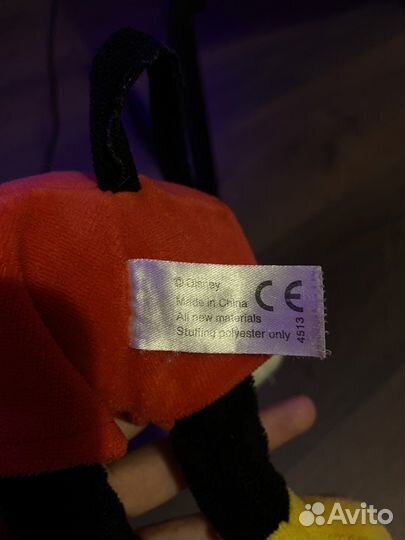 © Disney
Made in China
All new materials
Stuffing polyester only
CE
4513
Avito